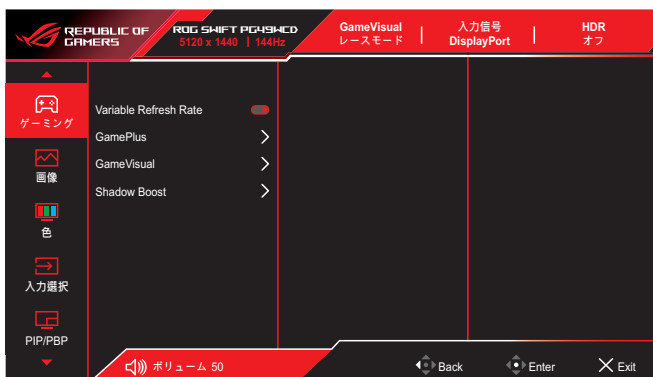 REPUBLIC OF
GAMERS
ROG SWIFT PG49WCD
5120 x 1440 | 144Hz
GameVisual
レースモード
入力信号
DisplayPort
HDR
オフ
ゲーミング
画像
色
入力選択
PIP/PBP
Variable Refresh Rate
GamePlus
GameVisual
Shadow Boost
ボリューム 50
Back
Enter
Exit